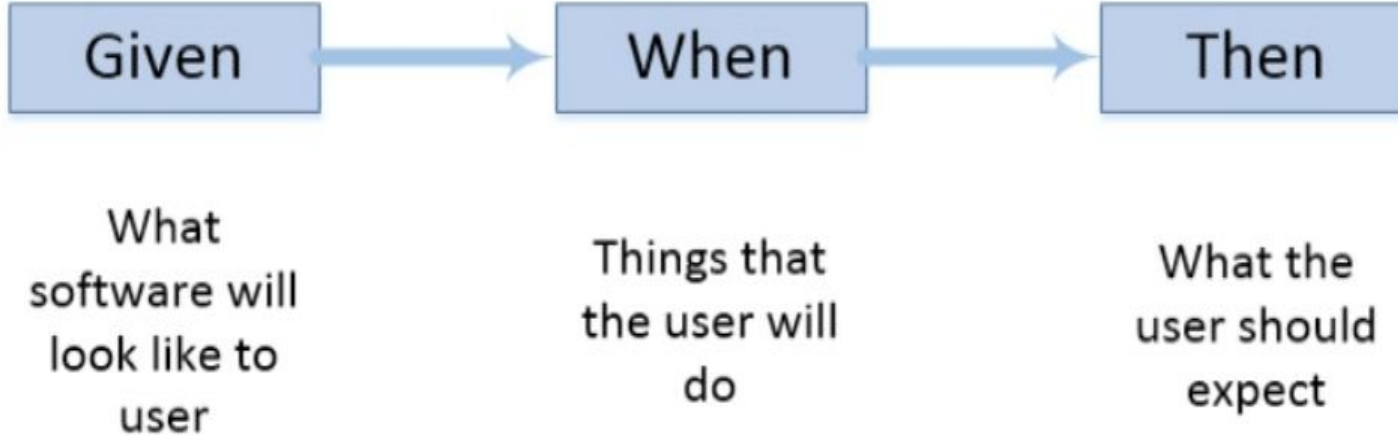 Given
When
Then
What
software will
look like to
user
Things that
the user will
do
What the
user should
expect